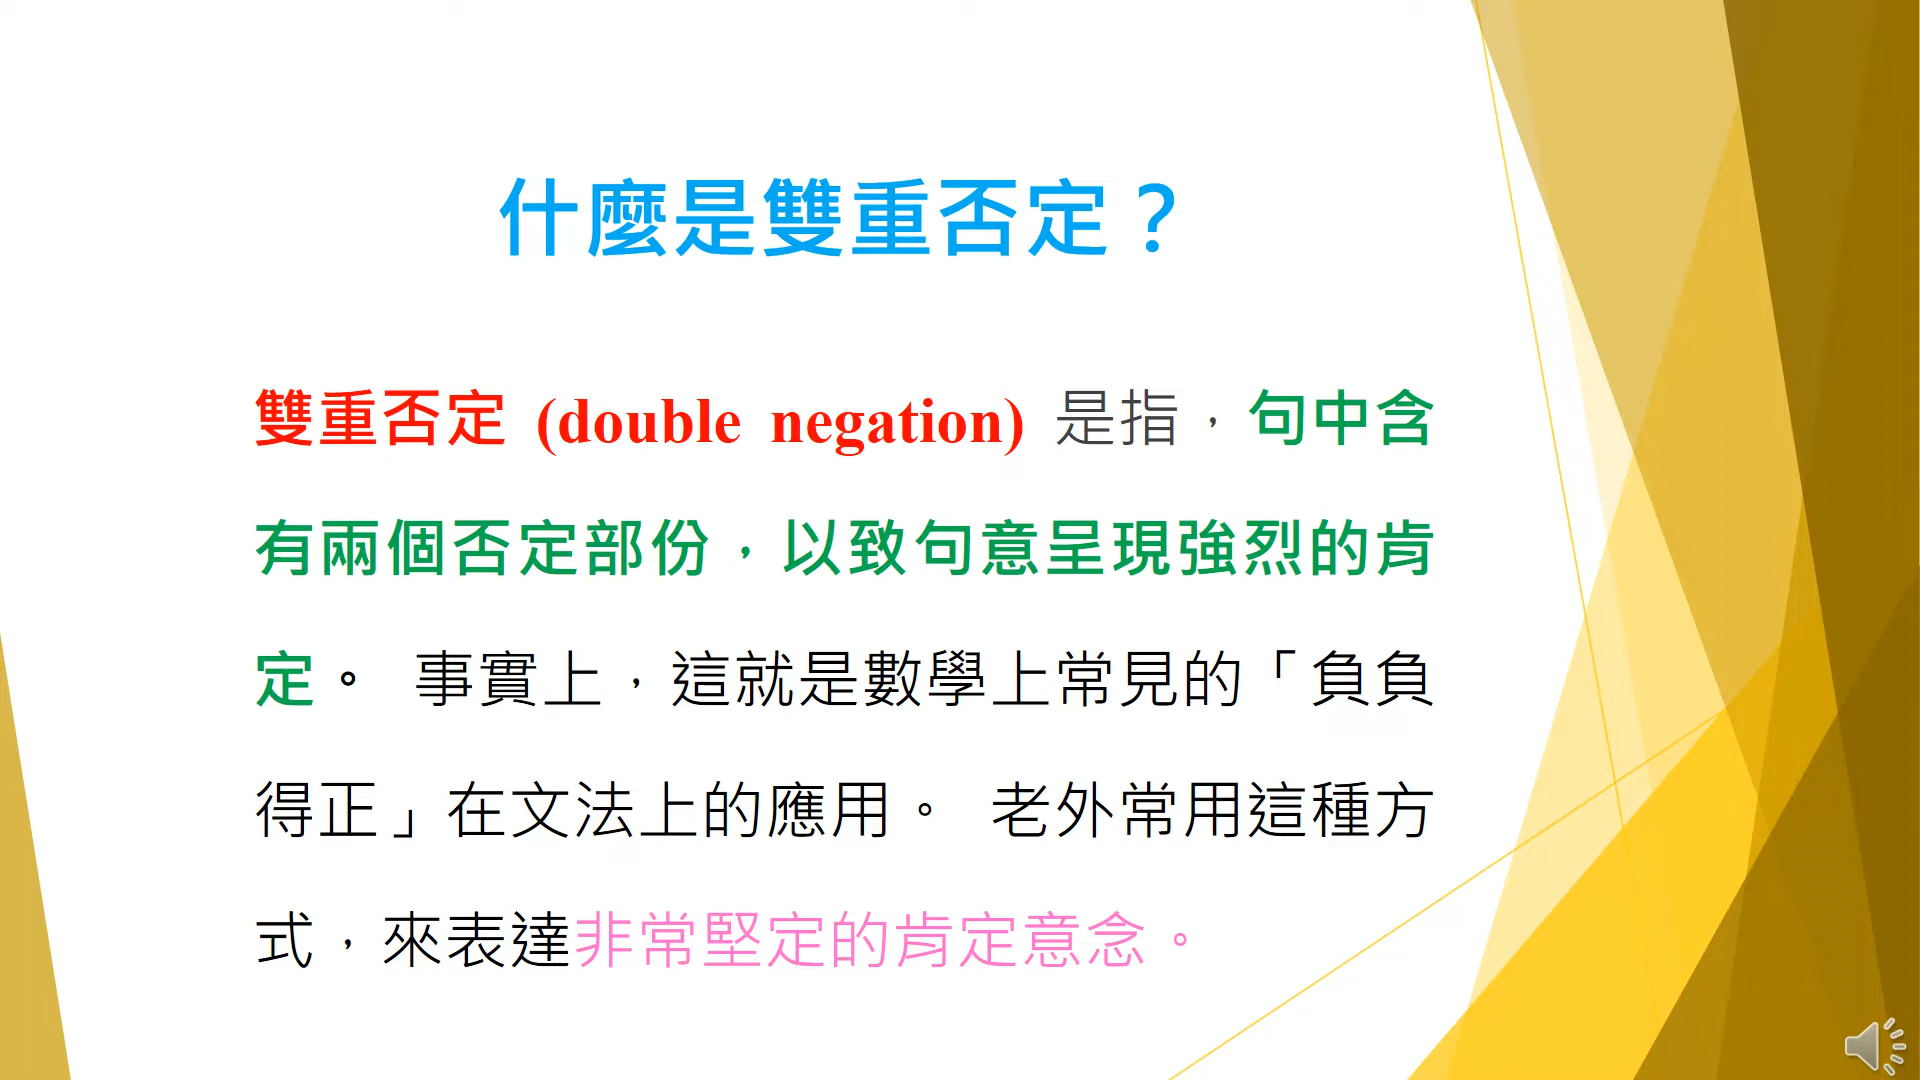 什麼是雙重否定？
雙重否定 (double negation) 是指，句中含
有兩個否定部份，以致句意呈現強烈的肯
定。 事實上，這就是數學上常見的「負負
得正」在文法上的應用。 老外常用這種方
式，來表達非常堅定的肯定意念。